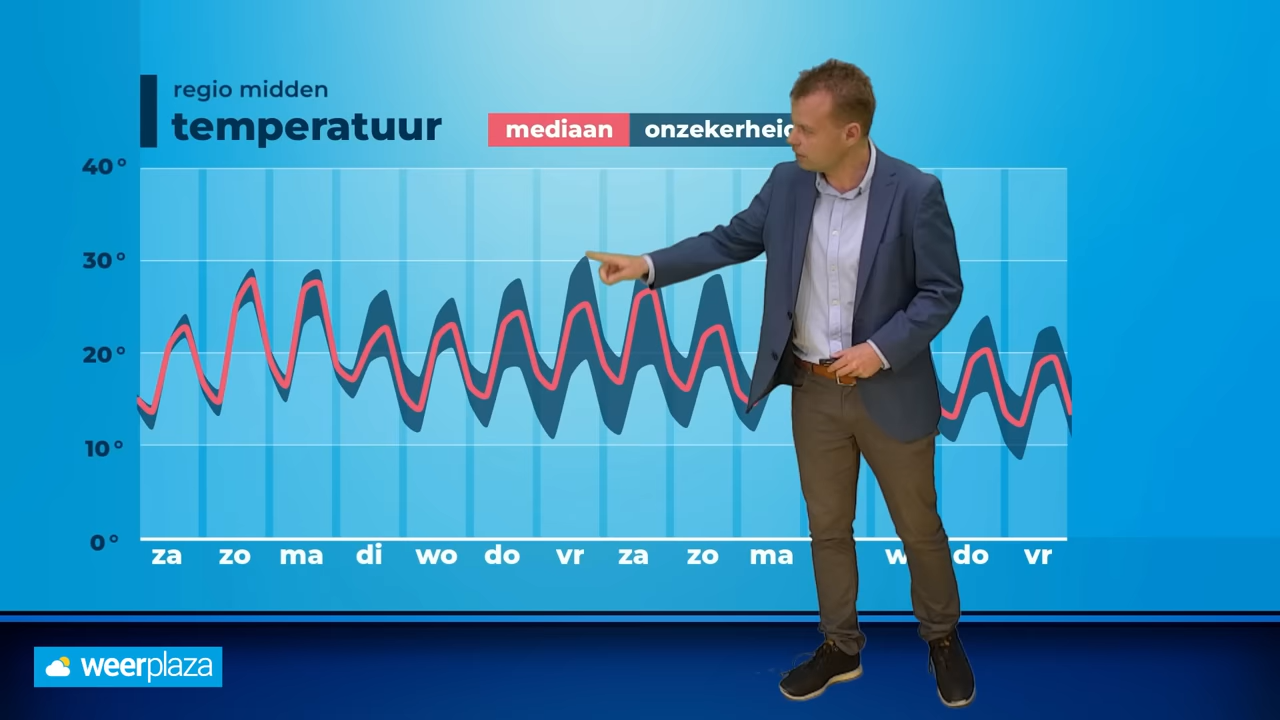 regio midden
temperatuur
mediaan onzekerheid
40°
30°
20°
10°
0°
za zo ma di wo do vr za zo ma do vr
weerplaza